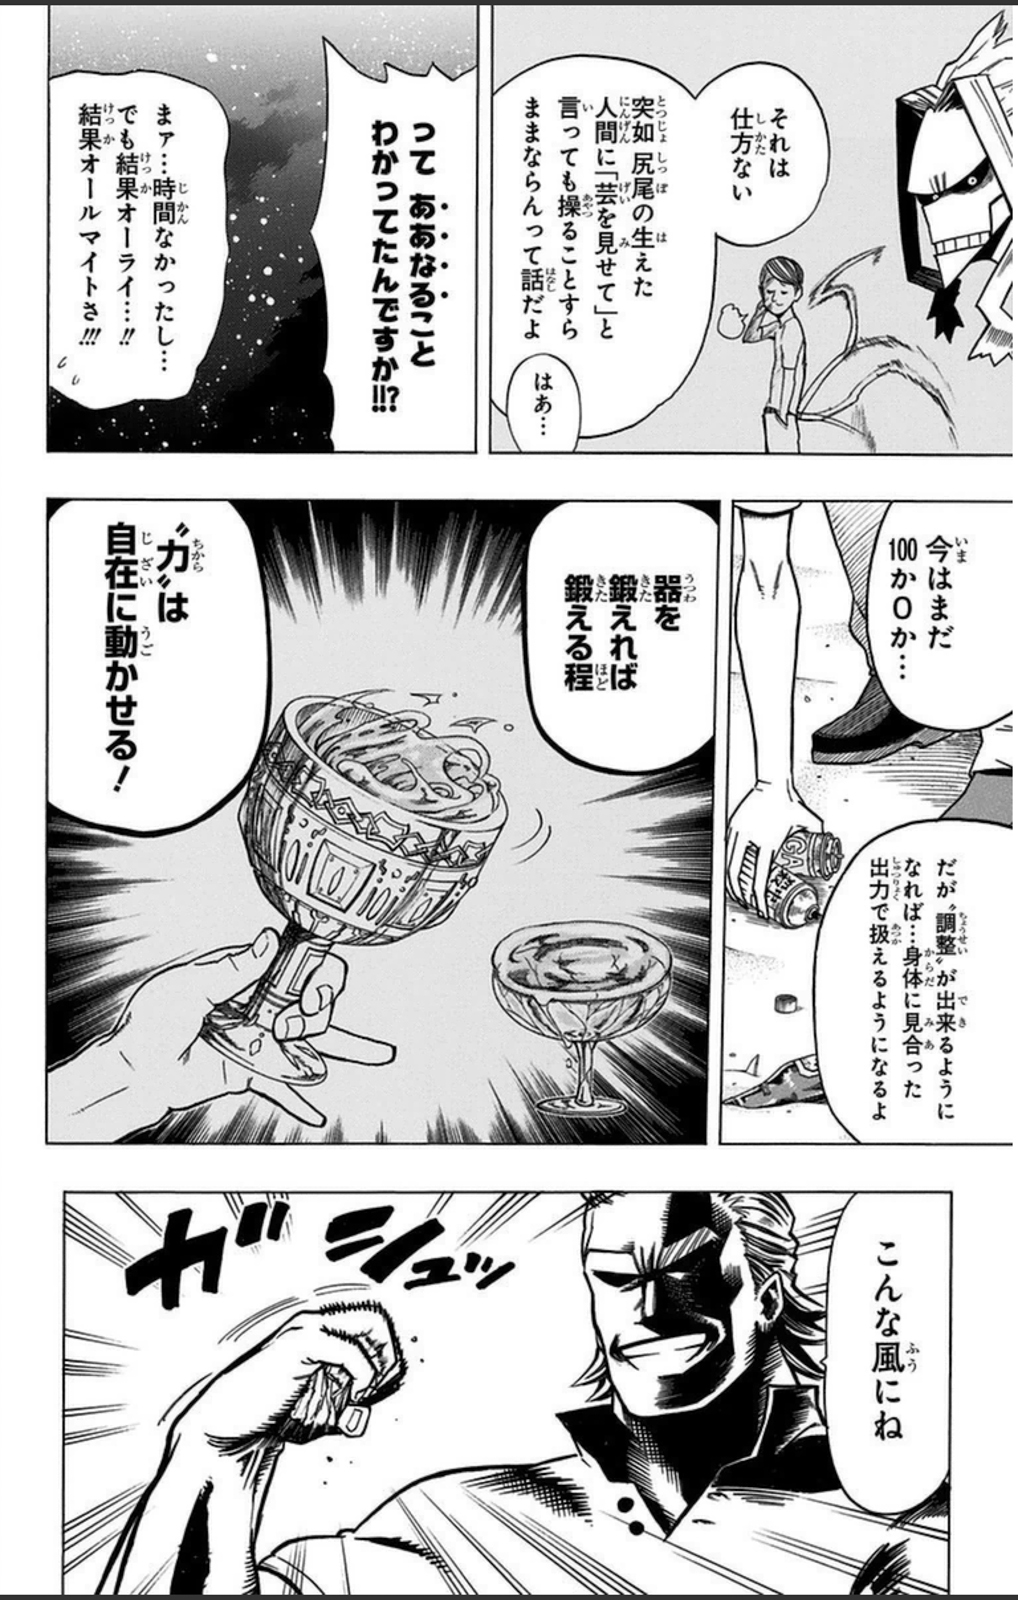 それは
仕方ない
突如 尻尾の生えた
人間に「芸を見せて」と
言っても操ることすら
ままならんって話だよ
はあ…
って ああなること
わかってたんですか!!?
まァ…時間なかったし…
でも結果オーライ…!!
結果オールマイトさ!!!
今はまだ
100か0か…
だが〝調整〟が出来るように
なれば…身体に見合った
出力で扱えるようになるよ
器を
鍛えれば
鍛える程
〝力〟は
自在に動かせる!
こんな風にね
ガシュッ